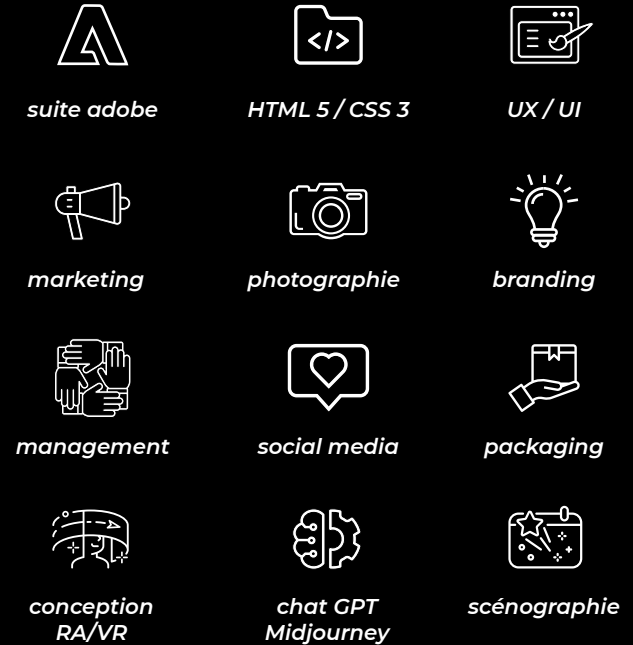 </>
suite adobe
HTML 5 / CSS 3
UX / UI
marketing
photographie
branding
management
social media
packaging
conception
RA/VR
chat GPT
Midjourney
scénographie